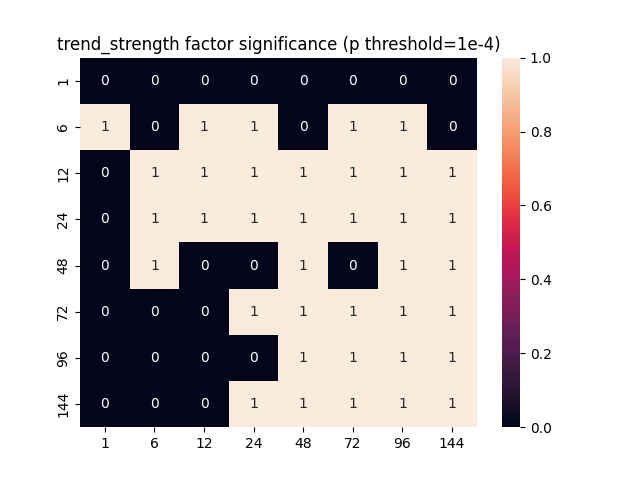 trend_strength factor significance (p threshold=1e-4)
1 0 0 0 0 0 0 0 0
6 1 0 1 1 0 1 1 0
12 0 1 1 1 1 1 1 1
24 0 1 1 1 1 1 1 1
48 0 1 0 0 1 0 1 1
72 0 0 0 1 1 1 1 1
96 0 0 0 0 1 1 1 1
144 0 0 0 1 1 1 1 1
1 6 12 24 48 72 96 144
1.0
0.8
0.6
0.4
0.2
0.0